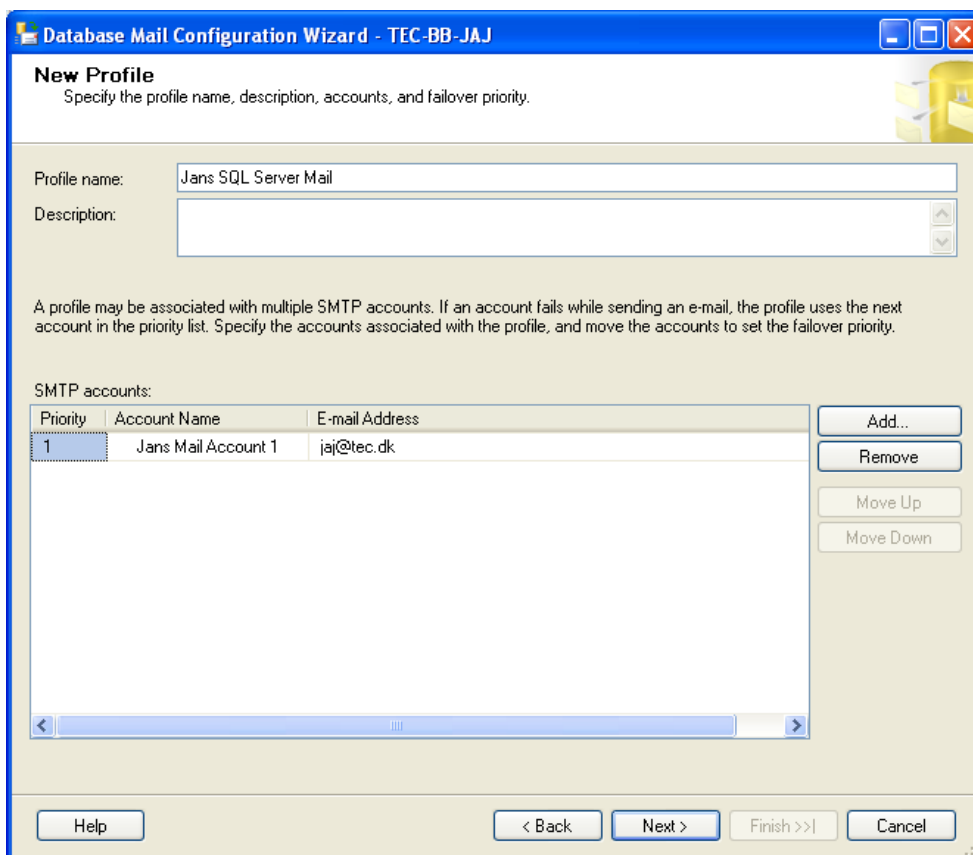 Database Mail Configuration Wizard - TEC-BB-JAJ
New Profile
Specify the profile name, description, accounts, and failover priority.
Profile name: Jans SQL Server Mail
Description:
A profile may be associated with multiple SMTP accounts. If an account fails while sending an e-mail, the profile uses the next
account in the priority list. Specify the accounts associated with the profile, and move the accounts to set the failover priority.
SMTP accounts:
Priority Account Name E-mail Address
1 Jans Mail Account 1 jaj@tec.dk
Add...
Remove
Move Up
Move Down
Help < Back Next > Finish >>| Cancel